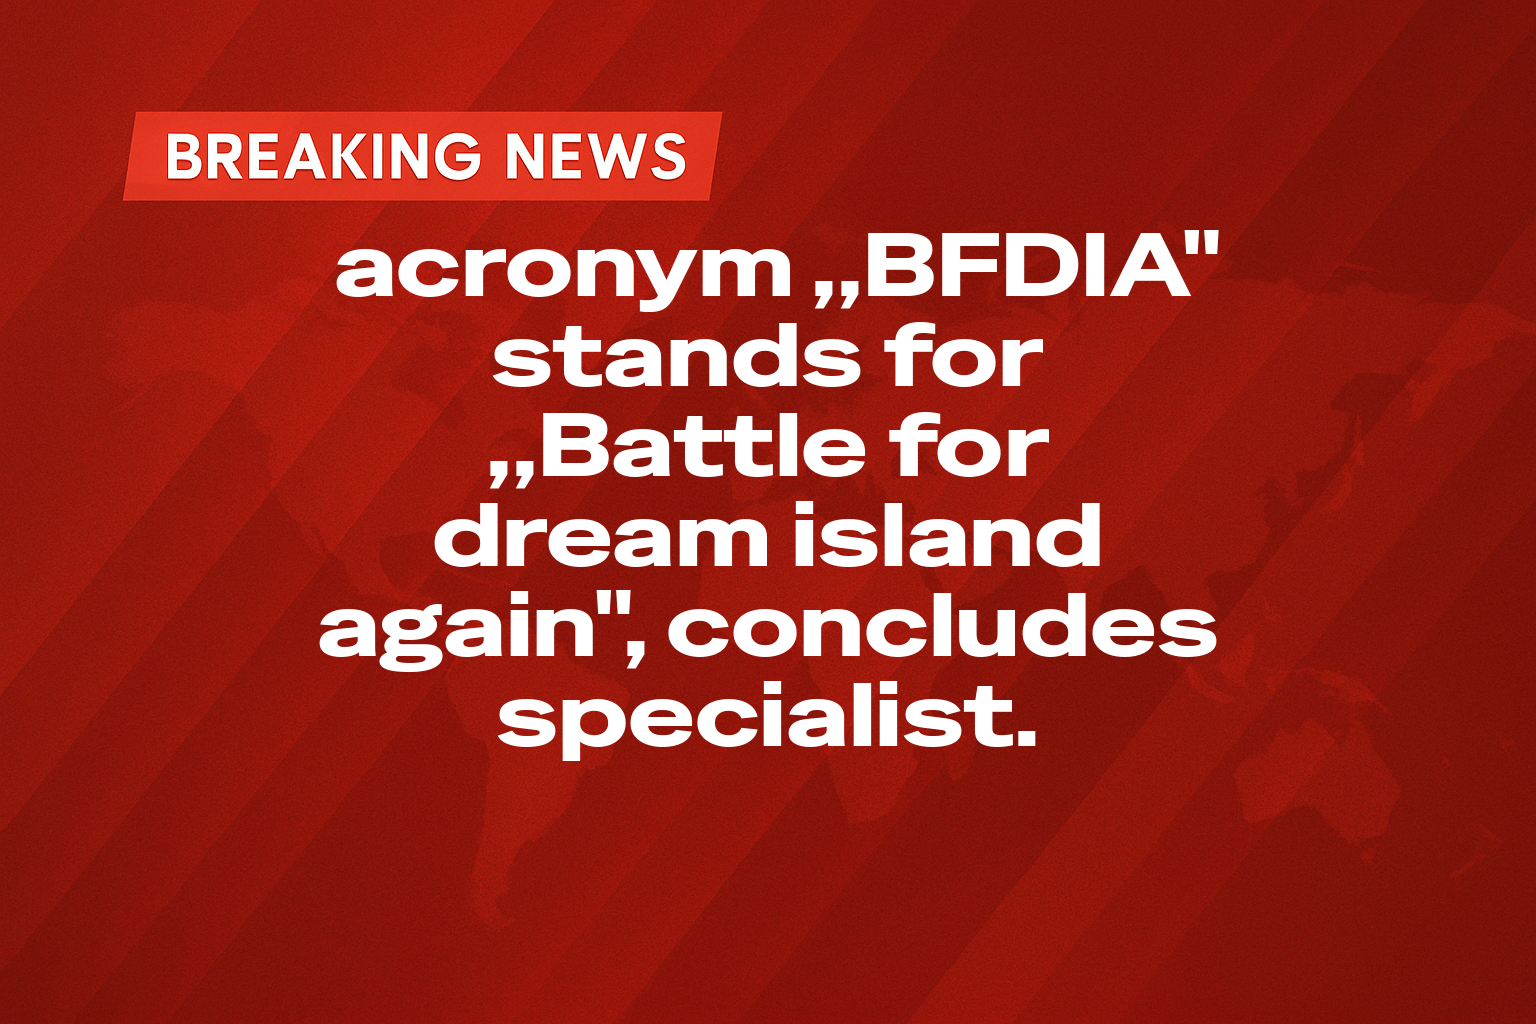 BREAKING NEWS
acronym ,,BFDIA"
stands for
,,Battle for
dream island
again", concludes
specialist.